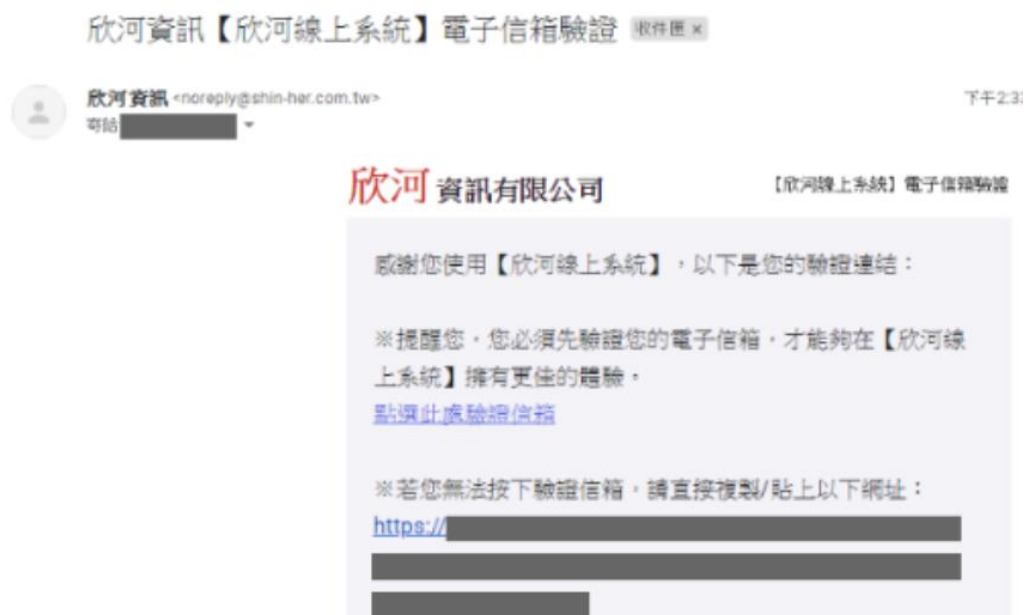 欣河資訊【欣河線上系統】電子信箱驗證 收件匣 ×
欣河資訊 <noreply@shin-her.com.tw>
下午2:33
寄給
欣河資訊有限公司
【欣河線上系統】電子信箱驗證
感謝您使用【欣河線上系統】，以下是您的驗證連結：
※提醒您，您必須先驗證您的電子信箱，才能夠在【欣河線
上系統】擁有更佳的體驗。
點選此處驗證信箱
※若您無法按下驗證信箱，請直接複製/貼上以下網址：
https://